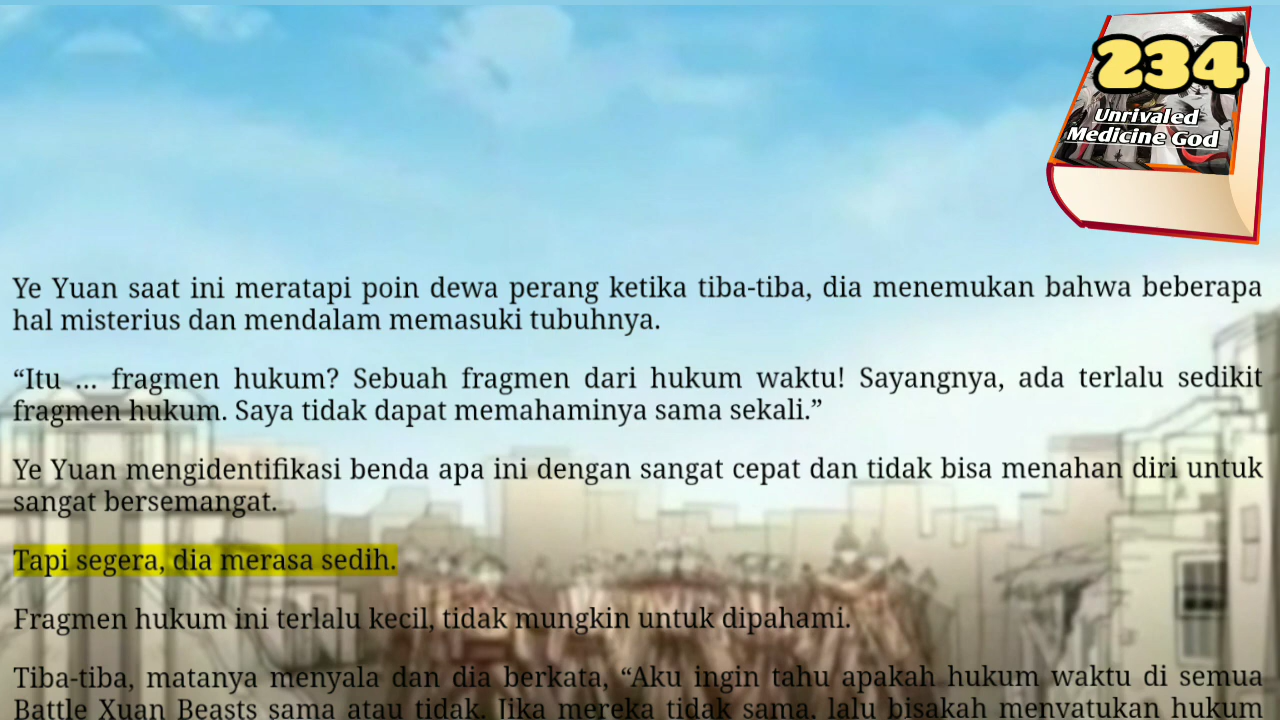 234
Unrivaled
Medicine God
Ye Yuan saat ini meratapi poin dewa perang ketika tiba-tiba, dia menemukan bahwa beberapa
hal misterius dan mendalam memasuki tubuhnya.
“Itu ... fragmen hukum? Sebuah fragmen dari hukum waktu! Sayangnya, ada terlalu sedikit
fragmen hukum. Saya tidak dapat memahaminya sama sekali.”
Ye Yuan mengidentifikasi benda apa ini dengan sangat cepat dan tidak bisa menahan diri untuk
sangat bersemangat.
Tapi segera, dia merasa sedih.
Fragmen hukum ini terlalu kecil, tidak mungkin untuk dipahami.
Tiba-tiba, matanya menyala dan dia berkata, “Aku ingin tahu apakah hukum waktu di semua
Battle Xuan Beasts sama atau tidak. Jika mereka tidak sama, lalu bisakah menyatukan hukum